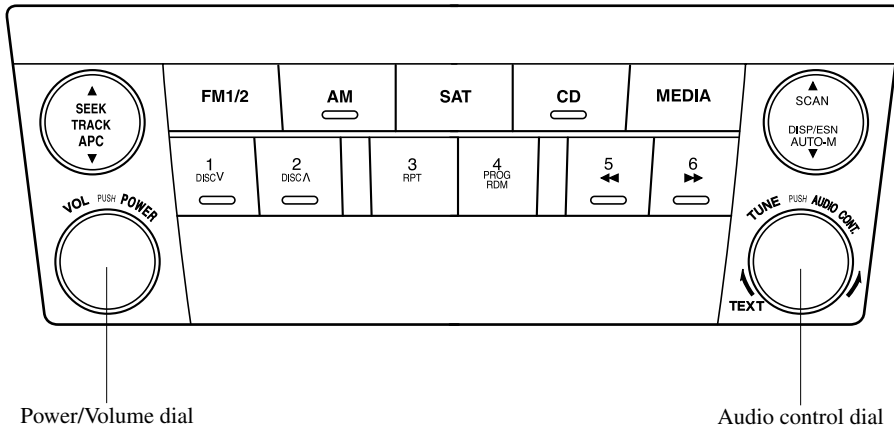 ▲
SEEK
TRACK
APC
▼
FM1/2
AM
SAT
CD
MEDIA
▲
SCAN
DISP/ESN
AUTO-M
▼
1
DISC∨
2
DISC∧
3
RPT
4
PROG
RDM
5
◀◀
6
▶▶
VOL PUSH POWER
TUNE PUSH AUDIO CONT.
TEXT
Power/Volume dial
Audio control dial